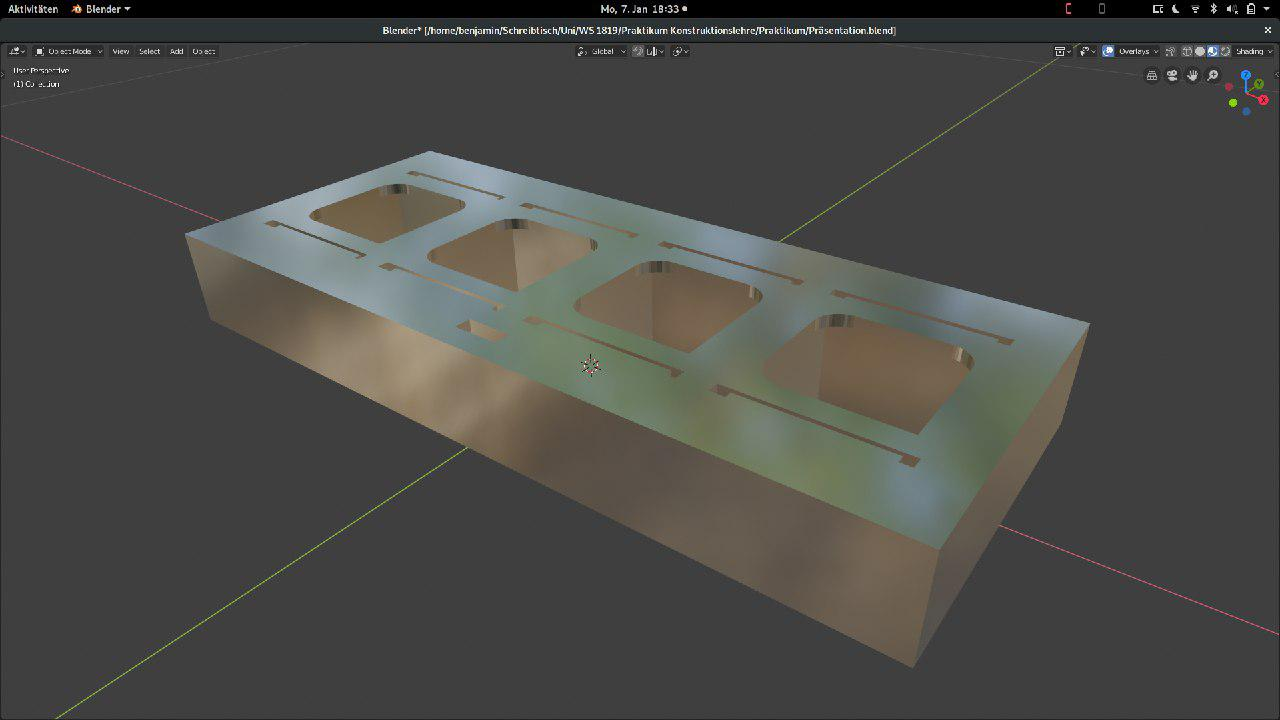 Aktivitäten Blender Mo, 7. Jan 18:33
Blender* [/home/benjamin/Schreibtisch/Uni/WS 1819/Praktikum Konstruktionslehre/Praktikum/Präsentation.blend]
Object Mode View Select Add Object Global Overlays Shading
User Perspective
(1) Collection
Z
Y
X